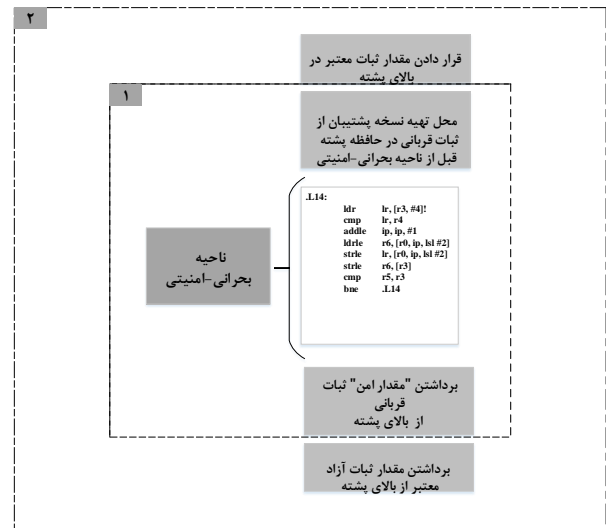 ۲
قرار دادن مقدار ثبات معتبر در
بالای پشته
۱
محل تهیه نسخه پشتیبان از
ثبات قربانی در حافظه پشته
قبل از ناحیه بحرانی-امنیتی
.L14:
ldr lr, [r3, #4]!
cmp lr, r4
addle ip, ip, #1
ldrle r6, [r0, ip, lsl #2]
strle lr, [r0, ip, lsl #2]
strle r6, [r3]
cmp r5, r3
bne .L14
ناحیه
بحرانی-امنیتی
برداشتن "مقدار امن" ثبات
قربانی
از بالای پشته
برداشتن مقدار ثبات آزاد
معتبر از بالای پشته